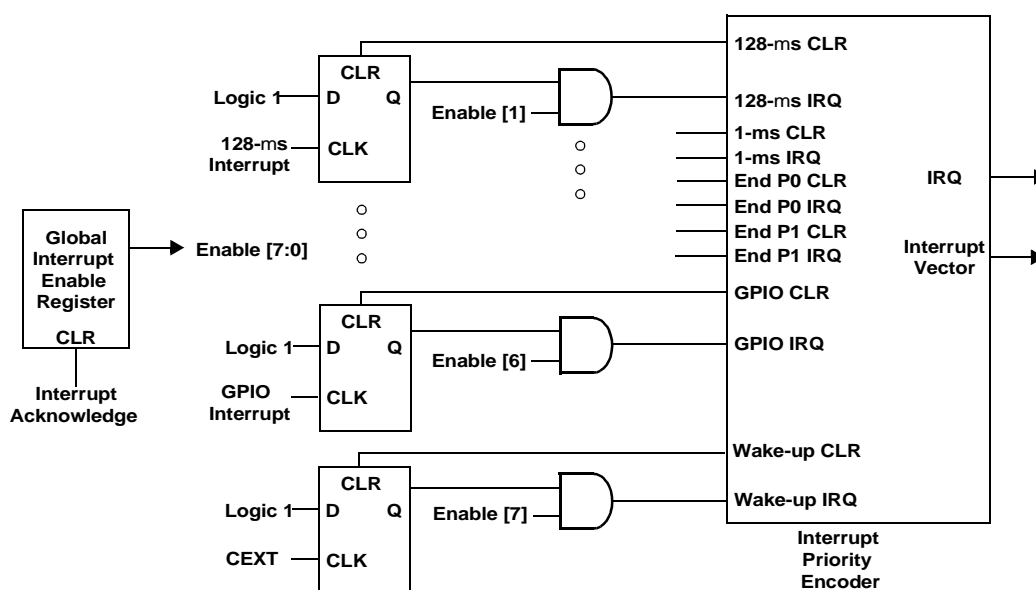 CLR
D Q
CLK
Logic 1
128-ms
Interrupt
Enable [1]
128-ms CLR
128-ms IRQ
1-ms CLR
1-ms IRQ
End P0 CLR
End P0 IRQ
End P1 CLR
End P1 IRQ
GPIO CLR
GPIO IRQ
Wake-up CLR
Wake-up IRQ
IRQ
Interrupt
Vector
Interrupt
Priority
Encoder
Global
Interrupt
Enable
Register
CLR
Interrupt
Acknowledge
Enable [7:0]
CLR
D Q
CLK
Logic 1
GPIO
Interrupt
Enable [6]
CLR
D Q
CLK
Logic 1
CEXT
Enable [7]